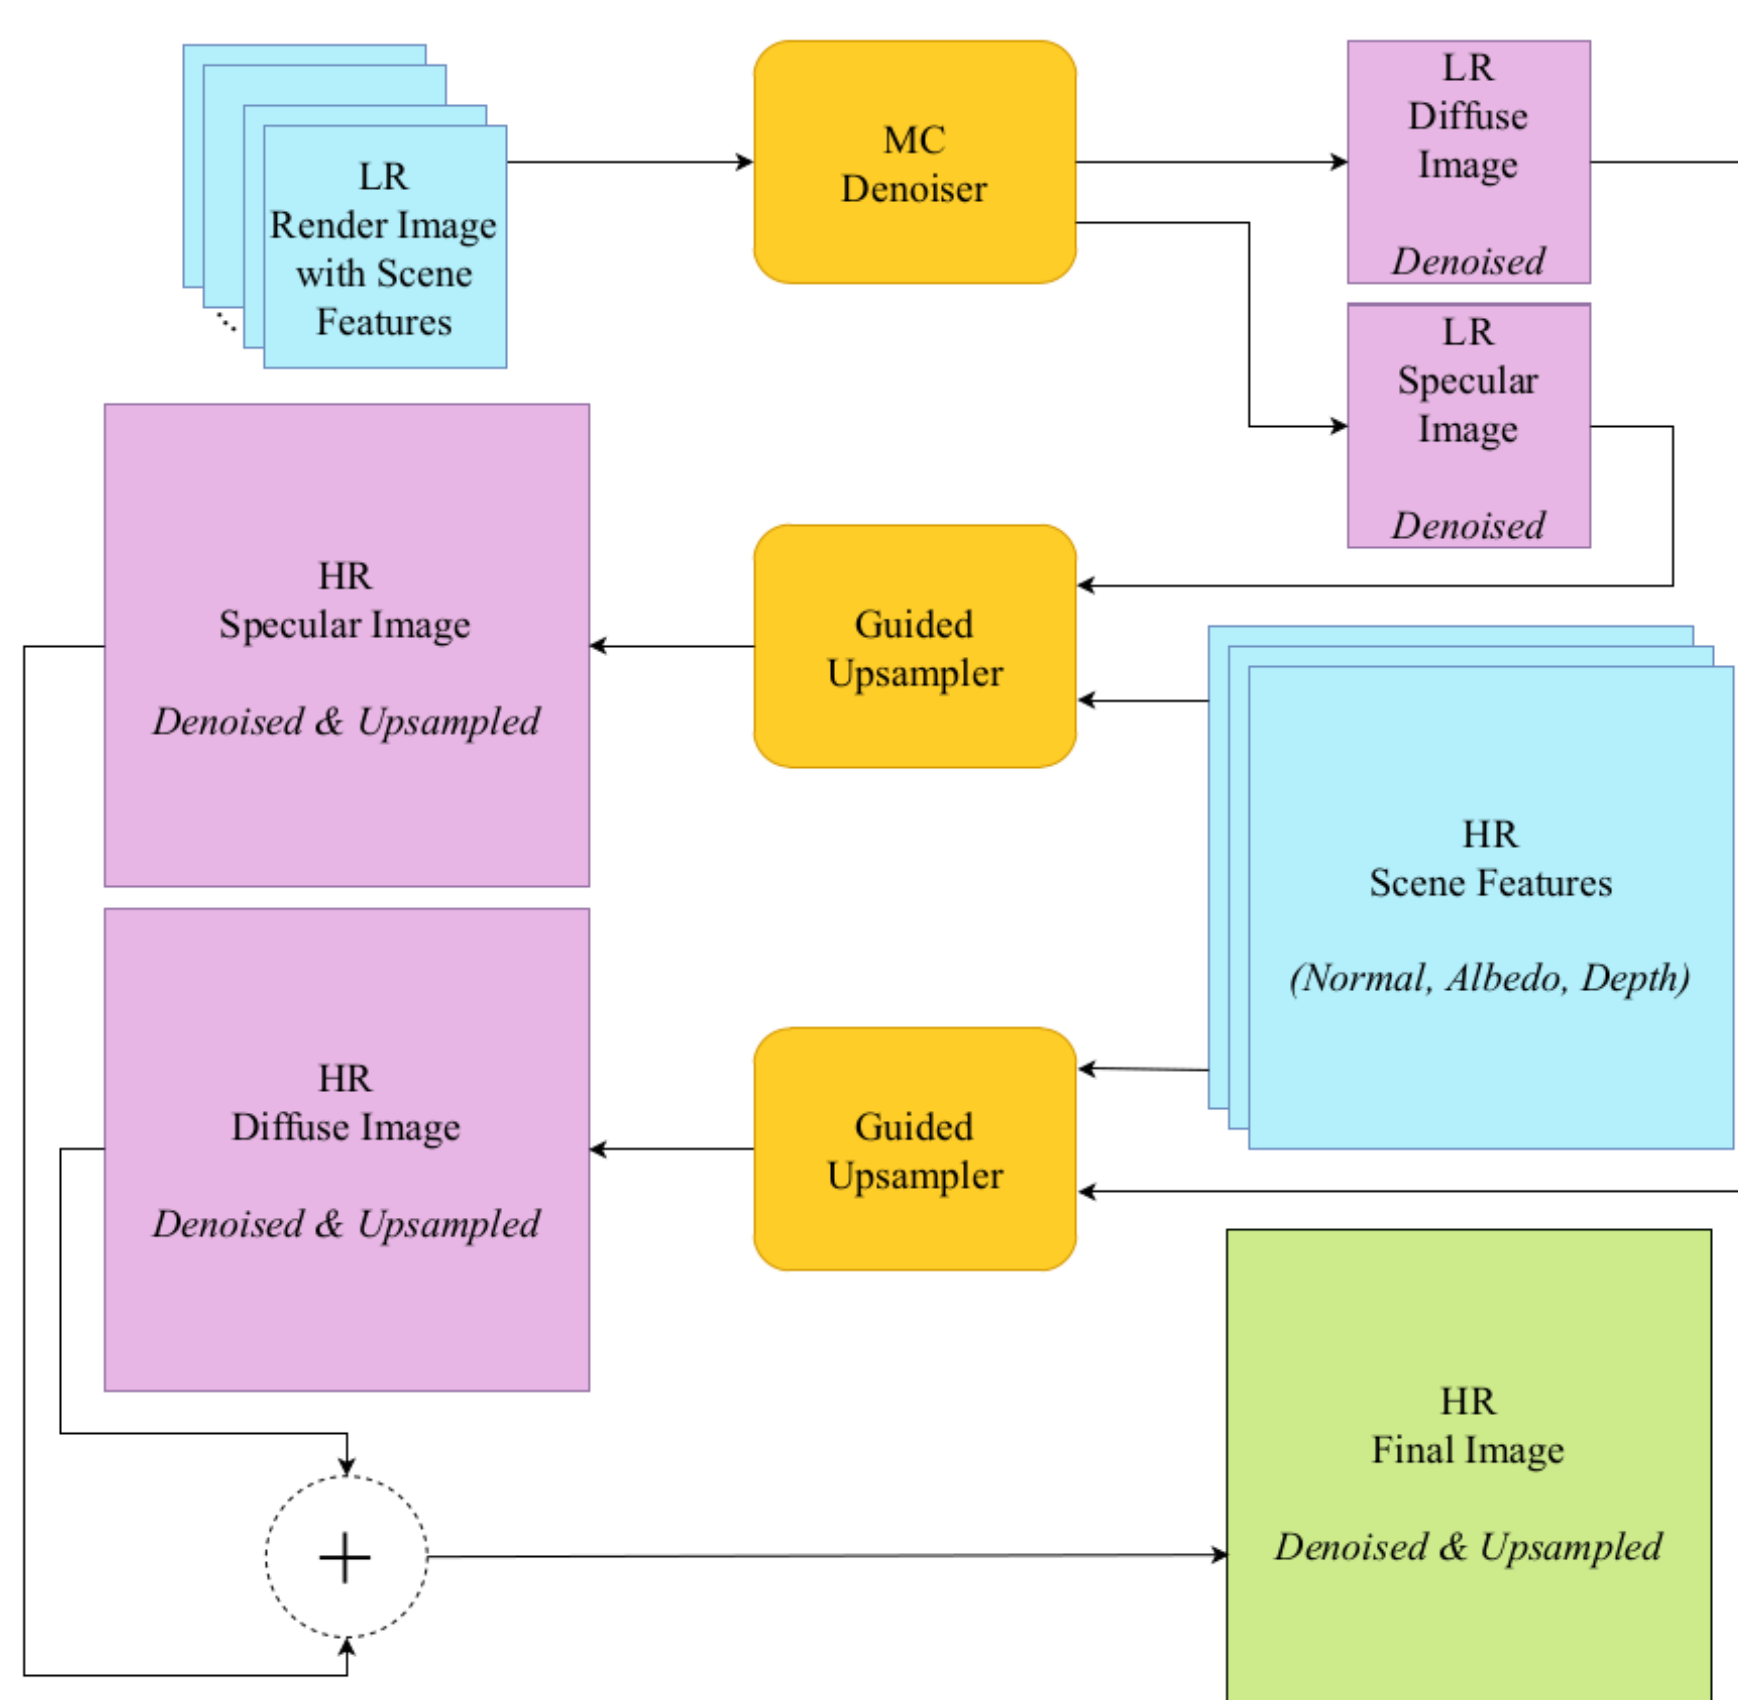 LR
Render Image
with Scene
Features
MC
Denoiser
LR
Diffuse
Image
Denoised
LR
Specular
Image
Denoised
HR
Specular Image
Denoised & Upsampled
Guided
Upsampler
HR
Scene Features
(Normal, Albedo, Depth)
HR
Diffuse Image
Denoised & Upsampled
Guided
Upsampler
+
HR
Final Image
Denoised & Upsampled